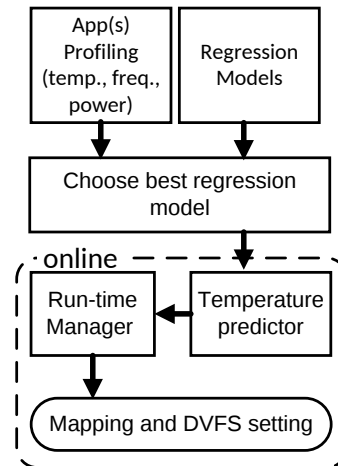 App(s)
Profiling
(temp., freq.,
power)
Regression
Models
Choose best regression
model
online
Run-time
Manager
Temperature
predictor
Mapping and DVFS setting